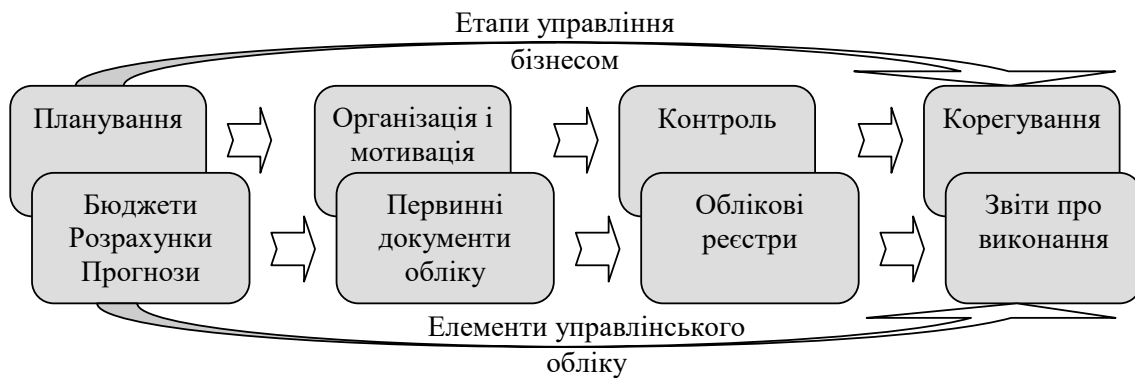 Етапи управління
бізнесом
Планування
Організація і
мотивація
Контроль
Корегування
Бюджети
Розрахунки
Прогнози
Первинні
документи
обліку
Облікові
реєстри
Звіти про
виконання
Елементи управлінського
обліку